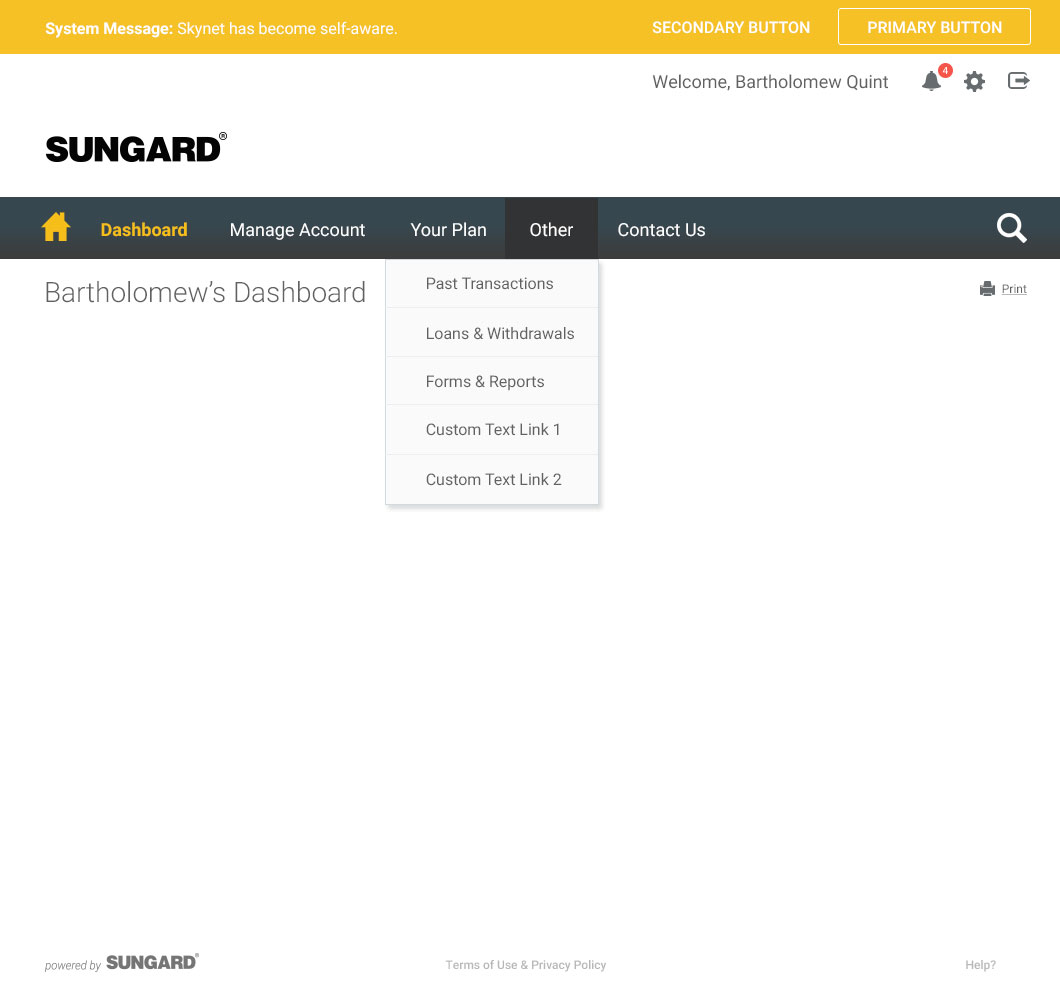 System Message: Skynet has become self-aware.
SECONDARY BUTTON
PRIMARY BUTTON
Welcome, Bartholomew Quint
4
SUNGARD®
Dashboard
Manage Account
Your Plan
Other
Contact Us
Bartholomew’s Dashboard
Print
Past Transactions
Loans & Withdrawals
Forms & Reports
Custom Text Link 1
Custom Text Link 2
powered by SUNGARD®
Terms of Use & Privacy Policy
Help?